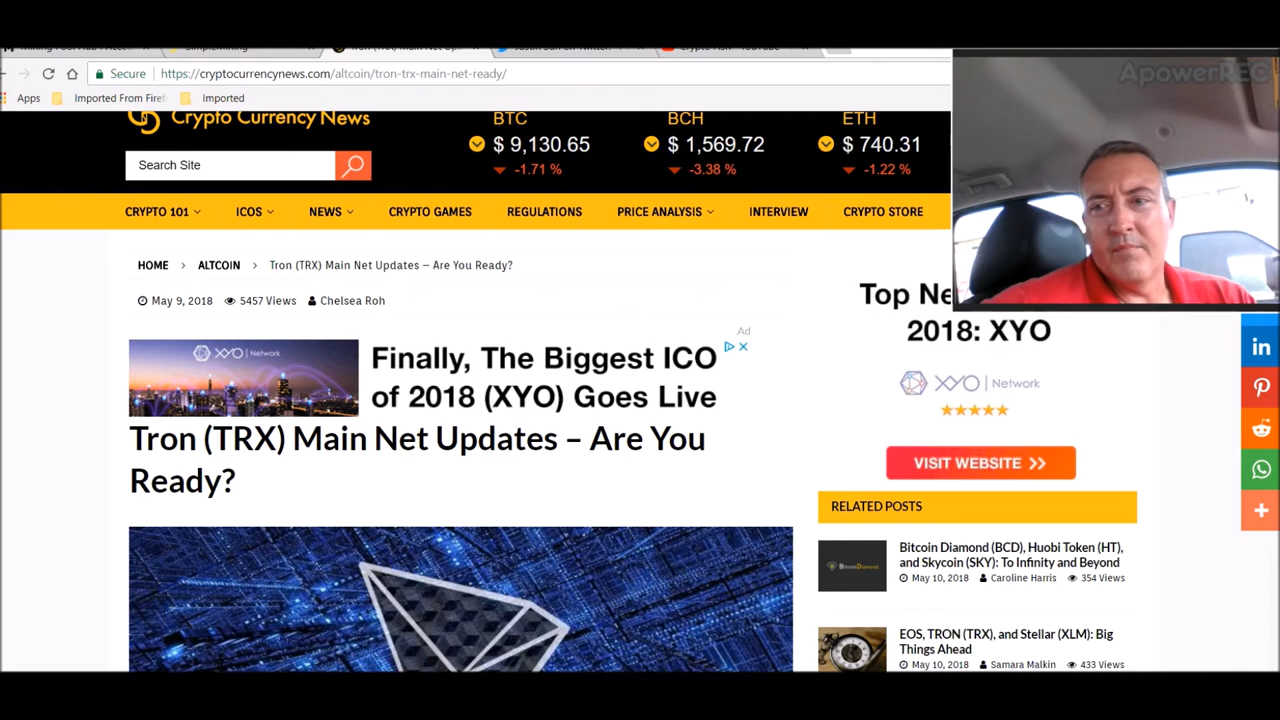 ApowerREC
Secure
https://cryptocurrencynews.com/altcoin/tron-trx-main-net-ready/
Apps
Imported From Firef
Imported
Crypto Currency News
BTC
BCH
ETH
$ 9,130.65
$ 1,569.72
$ 740.31
-1.71 %
-3.38 %
-1.22 %
Search Site
CRYPTO 101
ICOS
NEWS
CRYPTO GAMES
REGULATIONS
PRICE ANALYSIS
INTERVIEW
CRYPTO STORE
HOME
ALTCOIN
Tron (TRX) Main Net Updates – Are You Ready?
May 9, 2018
5457 Views
Chelsea Roh
Ad
XYO Network
Finally, The Biggest ICO
of 2018 (XYO) Goes Live
Tron (TRX) Main Net Updates – Are You
Ready?
Top Ne
2018: XYO
XYO Network
VISIT WEBSITE >>
RELATED POSTS
Bitcoin Diamond (BCD), Huobi Token (HT),
and Skycoin (SKY): To Infinity and Beyond
May 10, 2018
Caroline Harris
354 Views
EOS, TRON (TRX), and Stellar (XLM): Big
Things Ahead
May 10, 2018
Samara Malkin
433 Views